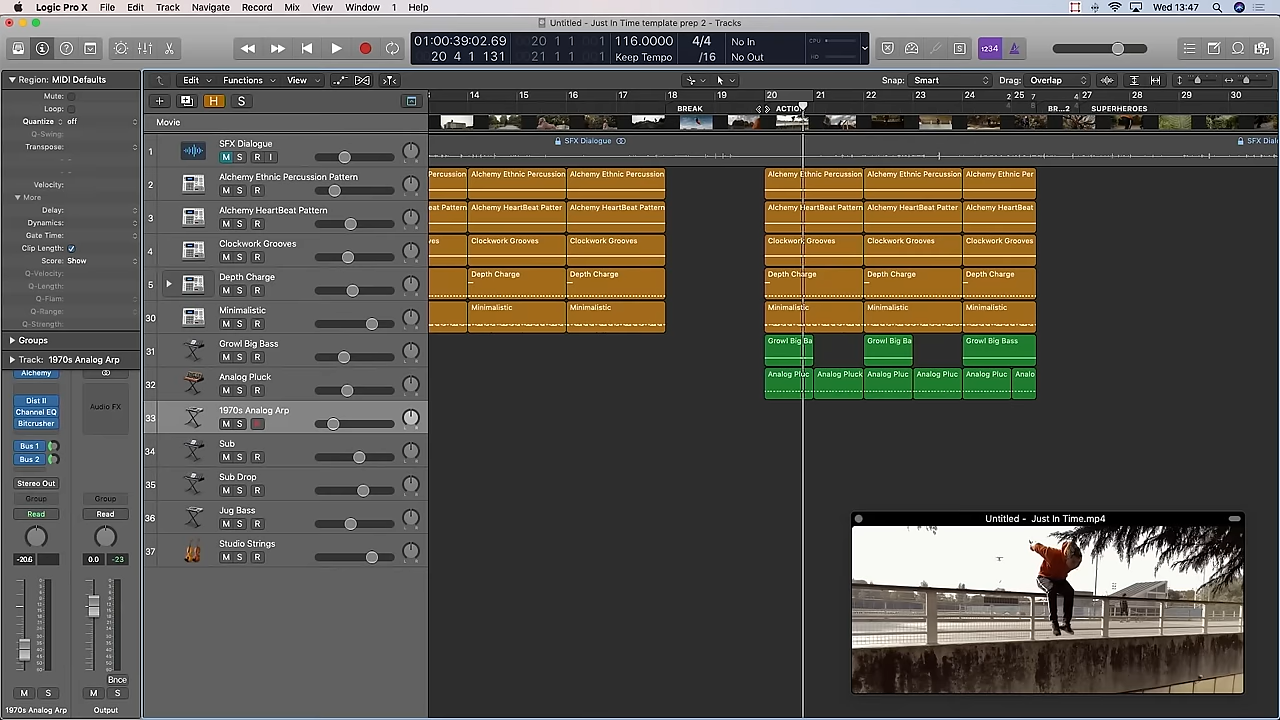 Logic Pro X File Edit Track Navigate Record Mix View Window 1 Help Wed 13:47
Untitled - Just In Time template prep 2 - Tracks
01:00:39:02.69 20 1 1 001 116.0000 4/4 No In CPU
20 4 1 131 21 1 1 001 Keep Tempo /16 No Out
1234
Region: MIDI Defaults
Mute:
Loop:
Quantize off
Q-Swing:
Transpose:
Velocity:
More
Delay:
Dynamics:
Gate Time:
Clip Length:
Score: Show
Q-Velocity:
Q-Length:
Q-Flam:
Q-Range:
Q-Strength:
Groups
Track: 1970s Analog Arp
Alchemy
Dist II
Channel EQ
Bitcrusher
Audio FX
Bus 1
Bus 2
Stereo Out
Group Group
Read Read
-20.6 0.0 -23
Bnce
M S M S
1970s Analog Arp Output
Edit Functions View Snap: Smart Drag: Overlap
H S
14 15 16 17 18 19 20 21 22 23 24 25 27 28 29 30
BREAK ACTIO BR...2 SUPERHEROES
Movie
1 SFX Dialogue M S R I
2 Alchemy Ethnic Percussion Pattern M S R
3 Alchemy HeartBeat Pattern M S R
4 Clockwork Grooves M S R
5 Depth Charge M S R
30 Minimalistic M S R
31 Growl Big Bass M S R
32 Analog Pluck M S R
33 1970s Analog Arp M S R
34 Sub M S R
35 Sub Drop M S R
36 Jug Bass M S R
37 Studio Strings M S R
SFX Dialogue SFX Dial
Percussion Alchemy Ethnic Percussion Alchemy Ethnic Percussion Alchemy Ethnic Percussion Alchemy Ethnic Percussion Alchemy Ethnic Per
eat Pattern Alchemy HeartBeat Patter Alchemy HeartBeat Pattern Alchemy HeartBeat Pattern Alchemy HeartBeat Patter Alchemy HeartBeat
ves Clockwork Grooves Clockwork Grooves Clockwork Grooves Clockwork Grooves Clockwork Grooves
Depth Charge Depth Charge Depth Charge Depth Charge Depth Charge
Minimalistic Minimalistic Minimalistic Minimalistic Minimalistic
Growl Big Ba Growl Big Ba Growl Big Bass
Analog Pluc Analog Pluck Analog Pluc Analog Pluc Analog Pluc Analo
Untitled - Just In Time.mp4